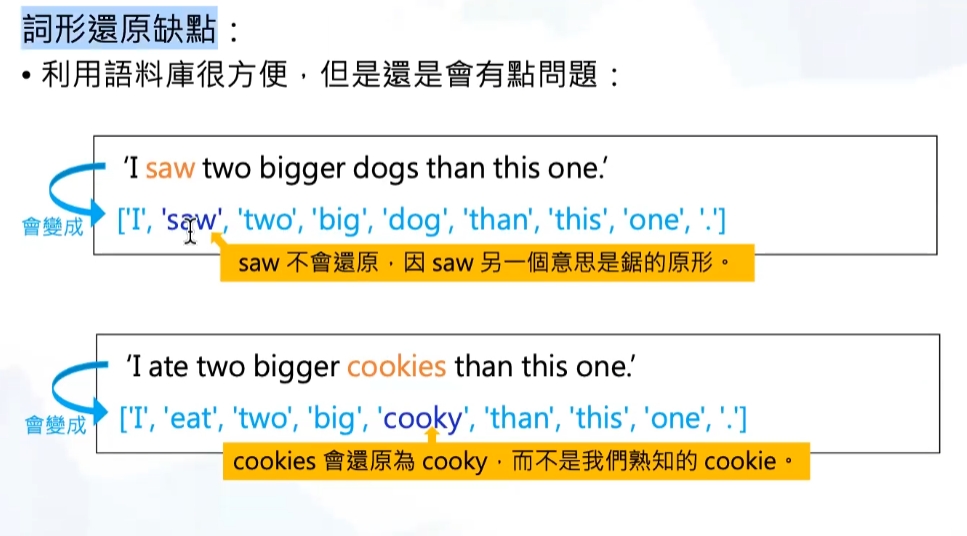 詞形還原缺點：
• 利用語料庫很方便，但是還是會有點問題：
‘I saw two bigger dogs than this one.’
會變成
['I', 'saw', 'two', 'big', 'dog', 'than', 'this', 'one', '.']
saw 不會還原，因 saw 另一個意思是鋸的原形。
‘I ate two bigger cookies than this one.’
會變成
['I', 'eat', 'two', 'big', 'cooky', 'than', 'this', 'one', '.']
cookies 會還原為 cooky，而不是我們熟知的 cookie。